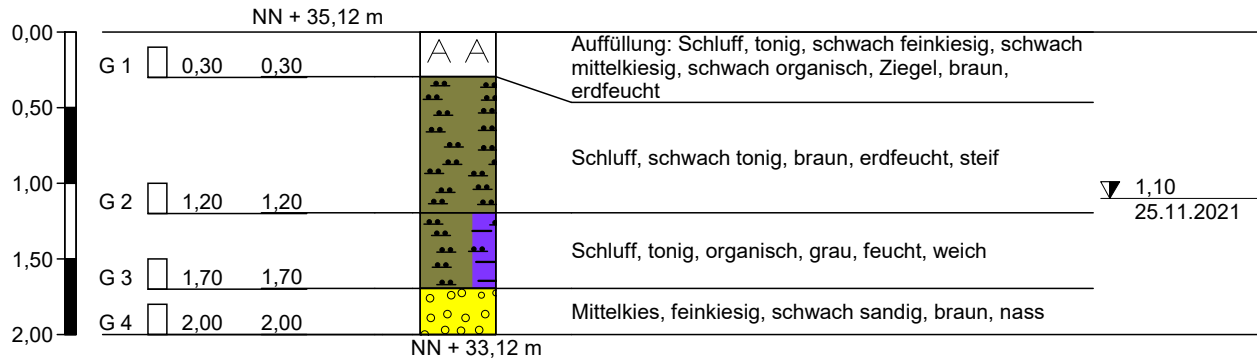 NN + 35,12 m
0,00
Auffüllung: Schluff, tonig, schwach feinkiesig, schwach
mittelkiesig, schwach organisch, Ziegel, braun,
erdfeucht
A A
G 1 0,30 0,30
0,50
Schluff, schwach tonig, braun, erdfeucht, steif
1,00
1,10
25.11.2021
G 2 1,20 1,20
Schluff, tonig, organisch, grau, feucht, weich
1,50
G 3 1,70 1,70
Mittelkies, feinkiesig, schwach sandig, braun, nass
G 4 2,00 2,00
2,00
NN + 33,12 m